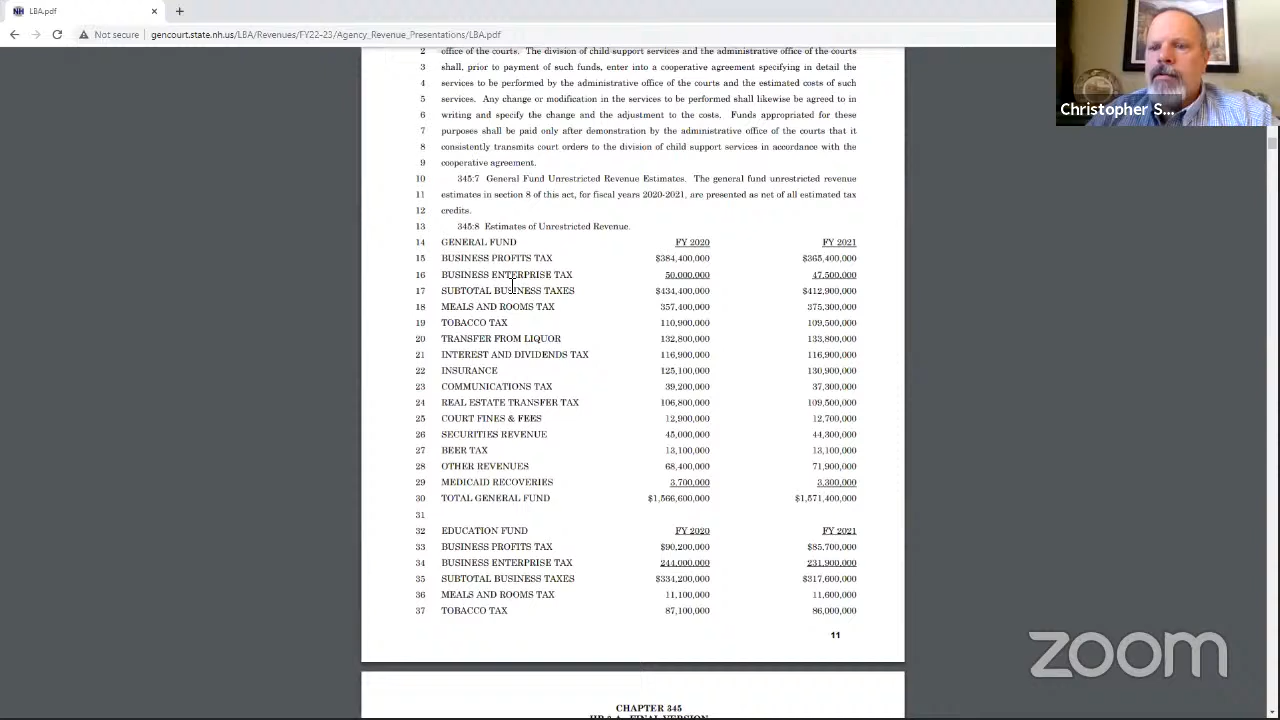 NH LBA.pdf × +
Not secure | gencourt.state.nh.us/LBA/Revenues/FY22-23/Agency_Revenue_Presentations/LBA.pdf
Christopher S...
2 office of the courts. The division of child support services and the administrative office of the courts
3 shall, prior to payment of such funds, enter into a cooperative agreement specifying in detail the
4 services to be performed by the administrative office of the courts and the estimated costs of such
5 services. Any change or modification in the services to be performed shall likewise be agreed to in
6 writing and specify the change and the adjustment to the costs. Funds appropriated for these
7 purposes shall be paid only after demonstration by the administrative office of the courts that it
8 consistently transmits court orders to the division of child support services in accordance with the
9 cooperative agreement.
10 345:7 General Fund Unrestricted Revenue Estimates. The general fund unrestricted revenue
11 estimates in section 8 of this act, for fiscal years 2020-2021, are presented as net of all estimated tax
12 credits.
13 345:8 Estimates of Unrestricted Revenue.
14 GENERAL FUND FY 2020 FY 2021
15 BUSINESS PROFITS TAX $384,400,000 $365,400,000
16 BUSINESS ENTERPRISE TAX 50,000,000 47,500,000
17 SUBTOTAL BUSINESS TAXES $434,400,000 $412,900,000
18 MEALS AND ROOMS TAX 357,400,000 375,300,000
19 TOBACCO TAX 110,900,000 109,500,000
20 TRANSFER FROM LIQUOR 132,800,000 133,800,000
21 INTEREST AND DIVIDENDS TAX 116,900,000 116,900,000
22 INSURANCE 125,100,000 130,900,000
23 COMMUNICATIONS TAX 39,200,000 37,300,000
24 REAL ESTATE TRANSFER TAX 106,800,000 109,500,000
25 COURT FINES & FEES 12,900,000 12,700,000
26 SECURITIES REVENUE 45,000,000 44,300,000
27 BEER TAX 13,100,000 13,100,000
28 OTHER REVENUES 68,400,000 71,900,000
29 MEDICAID RECOVERIES 3,700,000 3,300,000
30 TOTAL GENERAL FUND $1,566,600,000 $1,571,400,000
31
32 EDUCATION FUND FY 2020 FY 2021
33 BUSINESS PROFITS TAX $90,200,000 $85,700,000
34 BUSINESS ENTERPRISE TAX 244,000,000 231,900,000
35 SUBTOTAL BUSINESS TAXES $334,200,000 $317,600,000
36 MEALS AND ROOMS TAX 11,100,000 11,600,000
37 TOBACCO TAX 87,100,000 86,000,000
11
zoom
CHAPTER 345